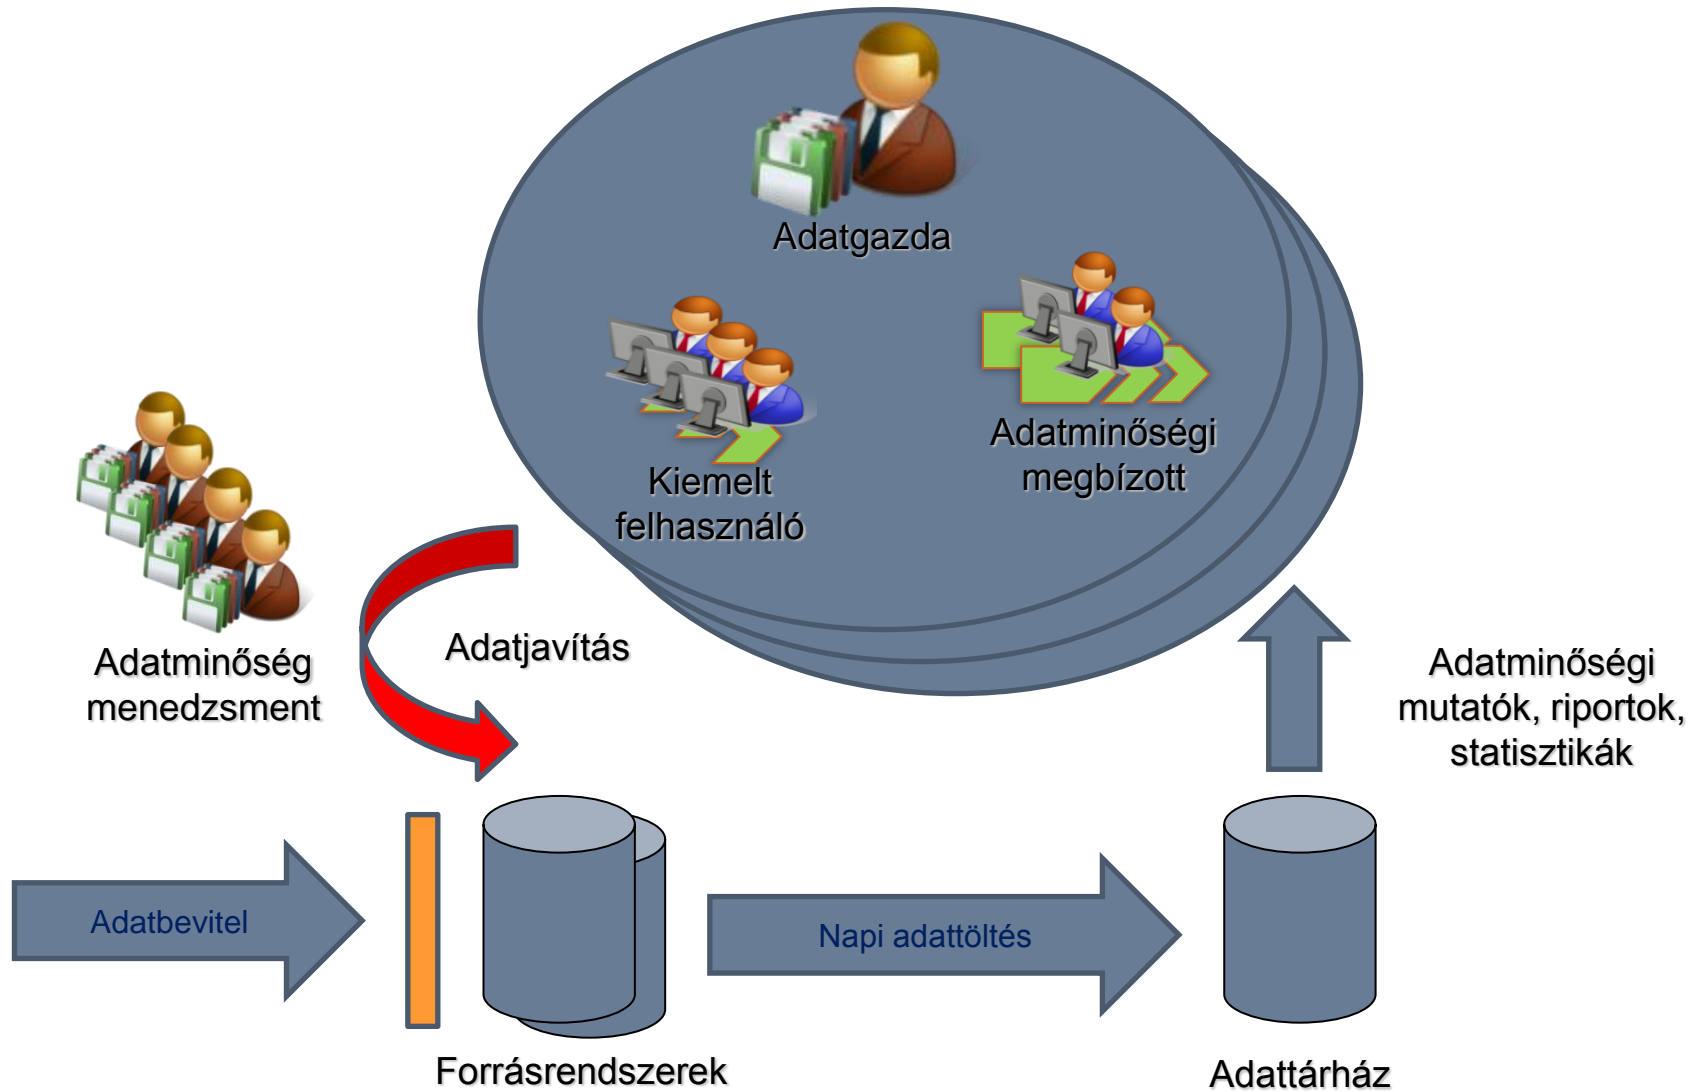 Adatgazda
Kiemelt
felhasználó
Adatminőségi
megbízott
Adatminőség
menedzsment
Adatjavítás
Adatminőségi
mutatók, riportok,
statisztikák
Adatbevitel
Napi adattöltés
Forrásrendszerek
Adattárház